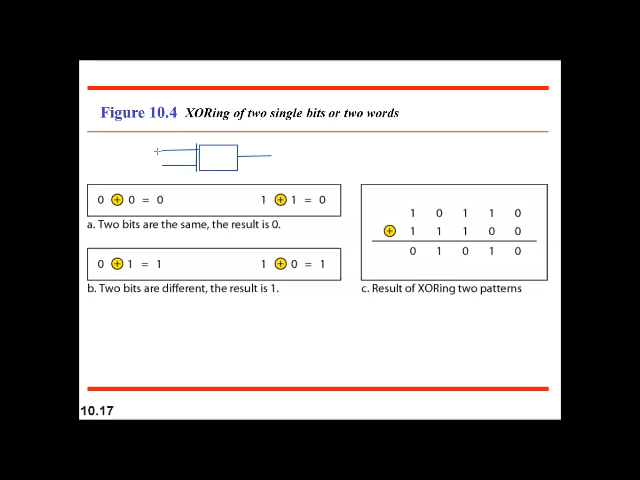 Figure 10.4 XORing of two single bits or two words
0 + 0 = 0 1 + 1 = 0
a. Two bits are the same, the result is 0.
0 + 1 = 1 1 + 0 = 1
b. Two bits are different, the result is 1.
1 0 1 1 0
+ 1 1 1 0 0
0 1 0 1 0
c. Result of XORing two patterns
10.17